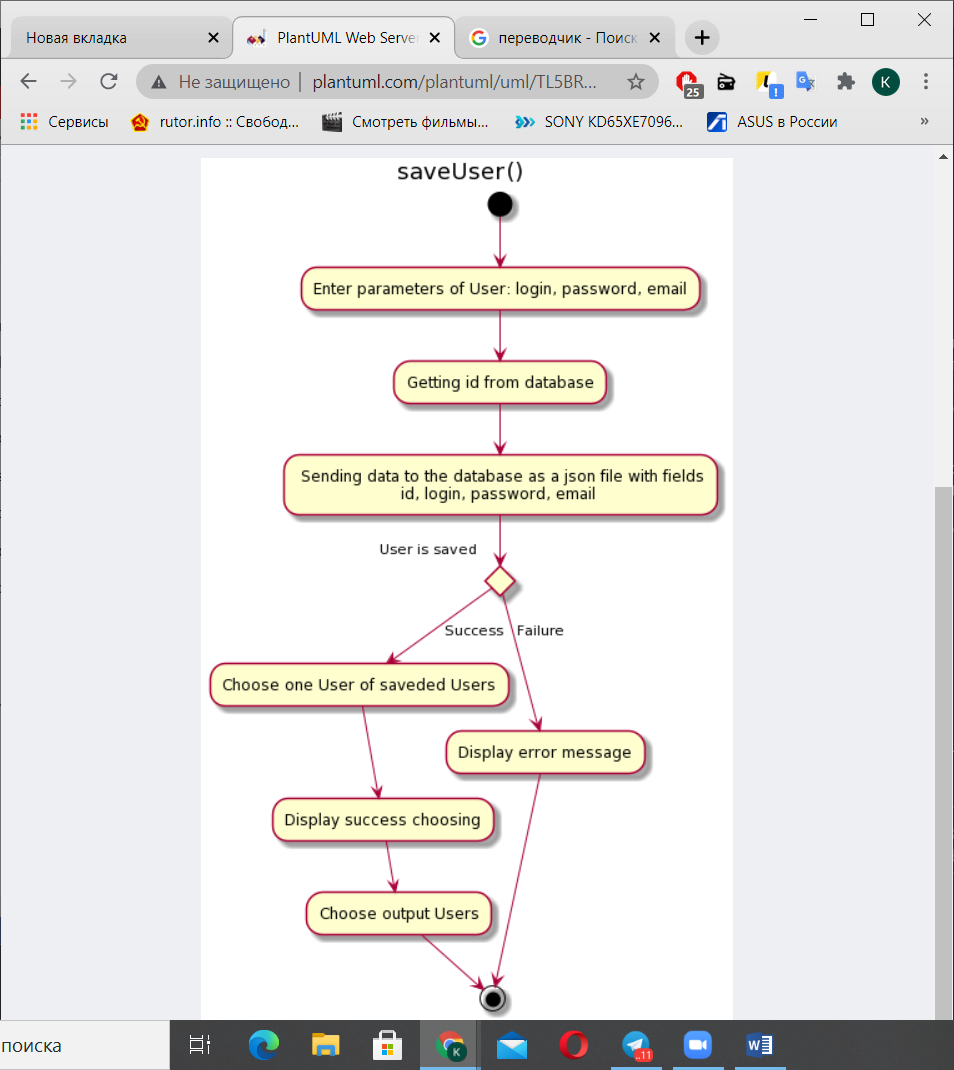 Новая вкладка
PlantUML Web Serve
переводчик - Поиск
Не защищено | plantuml.com/plantuml/uml/TL5BR...
25
!
K
Сервисы
rutor.info :: Свобод...
Смотреть фильмы...
SONY KD65XE7096...
ASUS в России
»
saveUser()
Enter parameters of User: login, password, email
Getting id from database
Sending data to the database as a json file with fields
id, login, password, email
User is saved
Success
Failure
Choose one User of saveded Users
Display error message
Display success choosing
Choose output Users
поиска
K
..11
W